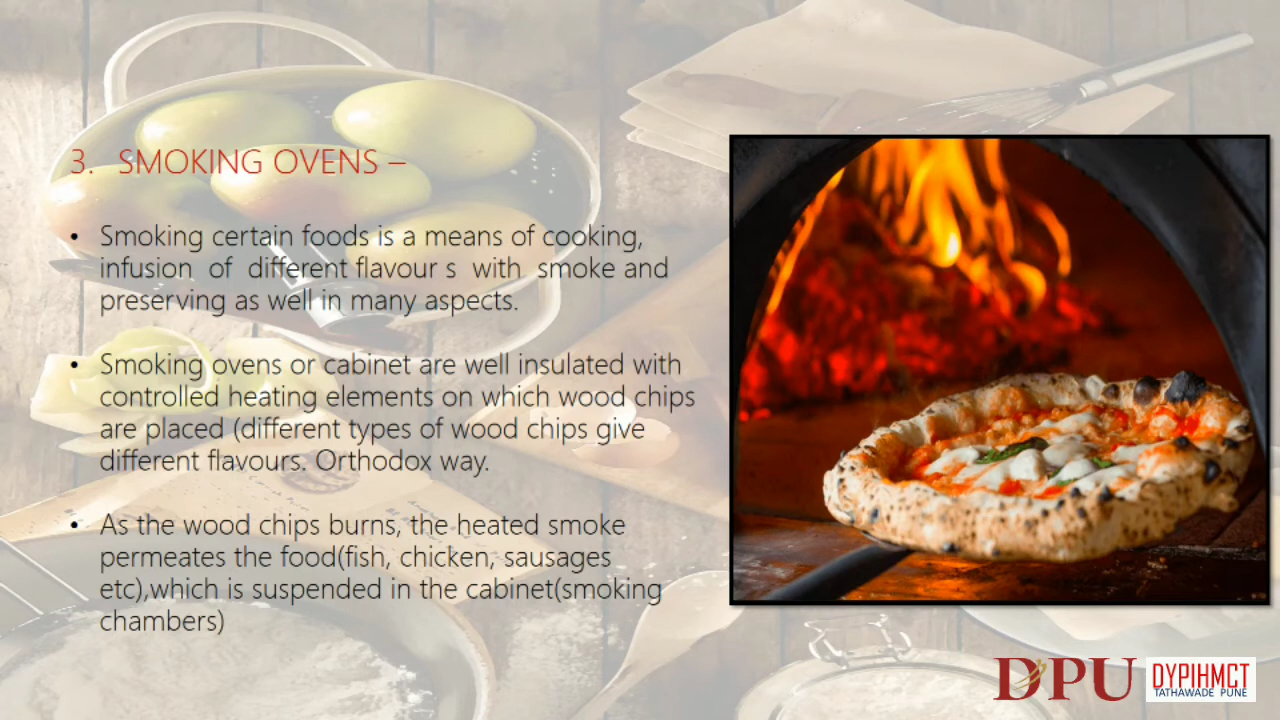 3. SMOKING OVENS –
• Smoking certain foods is a means of cooking,
infusion of different flavour s with smoke and
preserving as well in many aspects.
• Smoking ovens or cabinet are well insulated with
controlled heating elements on which wood chips
are placed (different types of wood chips give
different flavours. Orthodox way.
• As the wood chips burns, the heated smoke
permeates the food(fish, chicken, sausages
etc),which is suspended in the cabinet(smoking
chambers)
DPU
DYPIHMCT
TATHAWADE PUNE